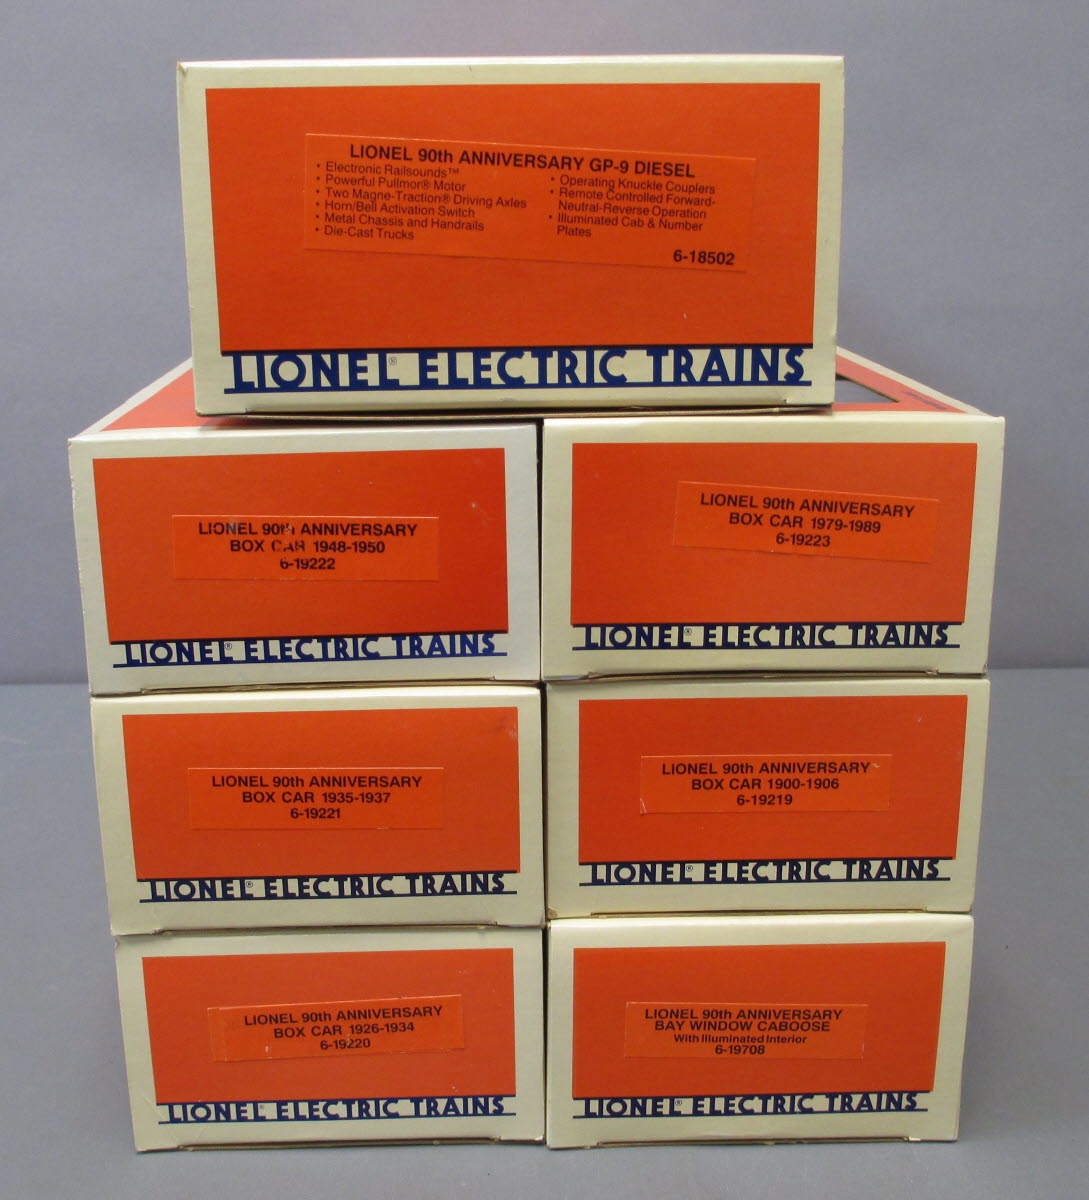 LIONEL 90th ANNIVERSARY GP-9 DIESEL
• Electronic Railsounds™
• Powerful Pullmor® Motor
• Two Magne-Traction® Driving Axles
• Horn/Bell Activation Switch
• Metal Chassis and Handrails
• Die-Cast Trucks
• Operating Knuckle Couplers
• Remote Controlled Forward-
Neutral-Reverse Operation
• Illuminated Cab & Number
Plates
6-18502
LIONEL® ELECTRIC TRAINS
LIONEL 90th ANNIVERSARY
BOX CAR 1948-1950
6-19222
LIONEL® ELECTRIC TRAINS
LIONEL 90th ANNIVERSARY
BOX CAR 1979-1989
6-19223
LIONEL® ELECTRIC TRAINS
LIONEL 90th ANNIVERSARY
BOX CAR 1935-1937
6-19221
LIONEL® ELECTRIC TRAINS
LIONEL 90th ANNIVERSARY
BOX CAR 1900-1906
6-19219
LIONEL® ELECTRIC TRAINS
LIONEL 90th ANNIVERSARY
BOX CAR 1926-1934
6-19220
LIONEL® ELECTRIC TRAINS
LIONEL 90th ANNIVERSARY
BAY WINDOW CABOOSE
With Illuminated Interior
6-19708
LIONEL® ELECTRIC TRAINS